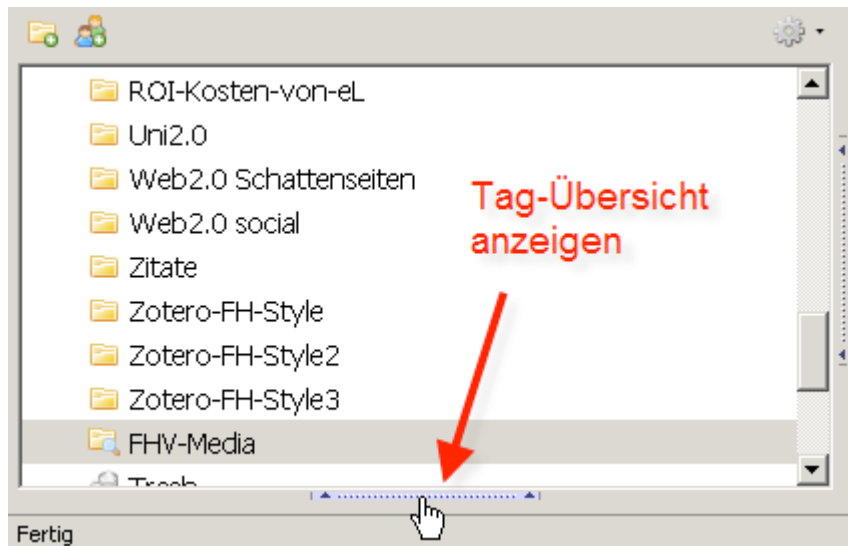 ROI-Kosten-von-eL
Uni2.0
Web2.0 Schattenseiten
Web2.0 social
Zitate
Zotero-FH-Style
Zotero-FH-Style2
Zotero-FH-Style3
FHV-Media
Trash
Tag-Übersicht
anzeigen
Fertig